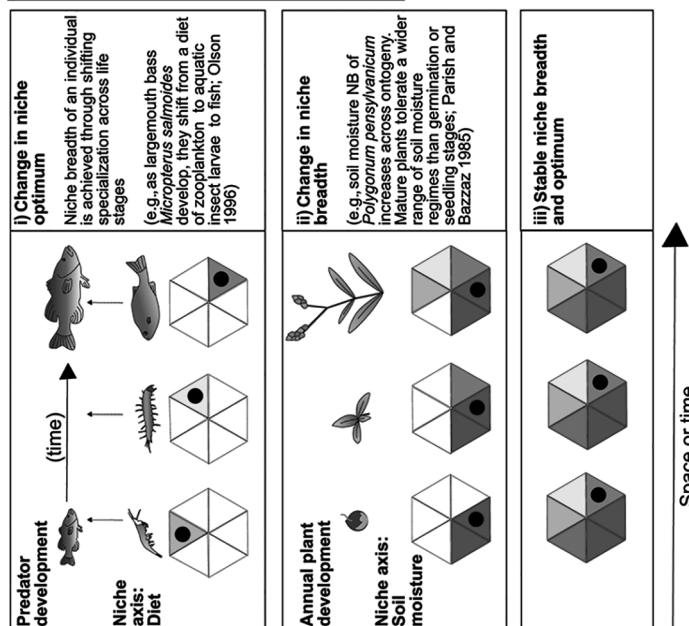 i) Change in niche
optimum
Niche breadth of an individual
is achieved through shifting
specialization across life
stages
(e.g.,as largemouth bass
Micropterus salmoides
develop, they shift from a diet
of zooplankton to aquatic
insect larvae to fish; Olson
1996)
Predator
development
(time)
Niche
axis:
Diet
ii) Change in niche
breadth
(e.g.,soil moisture NB of
Polygonum pensylvanicum
increases across ontogeny.
Mature plants tolerate a wider
range of soil moisture
regimes than germination or
seedling stages; Parish and
Bazzaz 1985)
Annual plant
development
Niche axis:
Soil
moisture
iii) Stable niche breadth
and optimum
Space or time